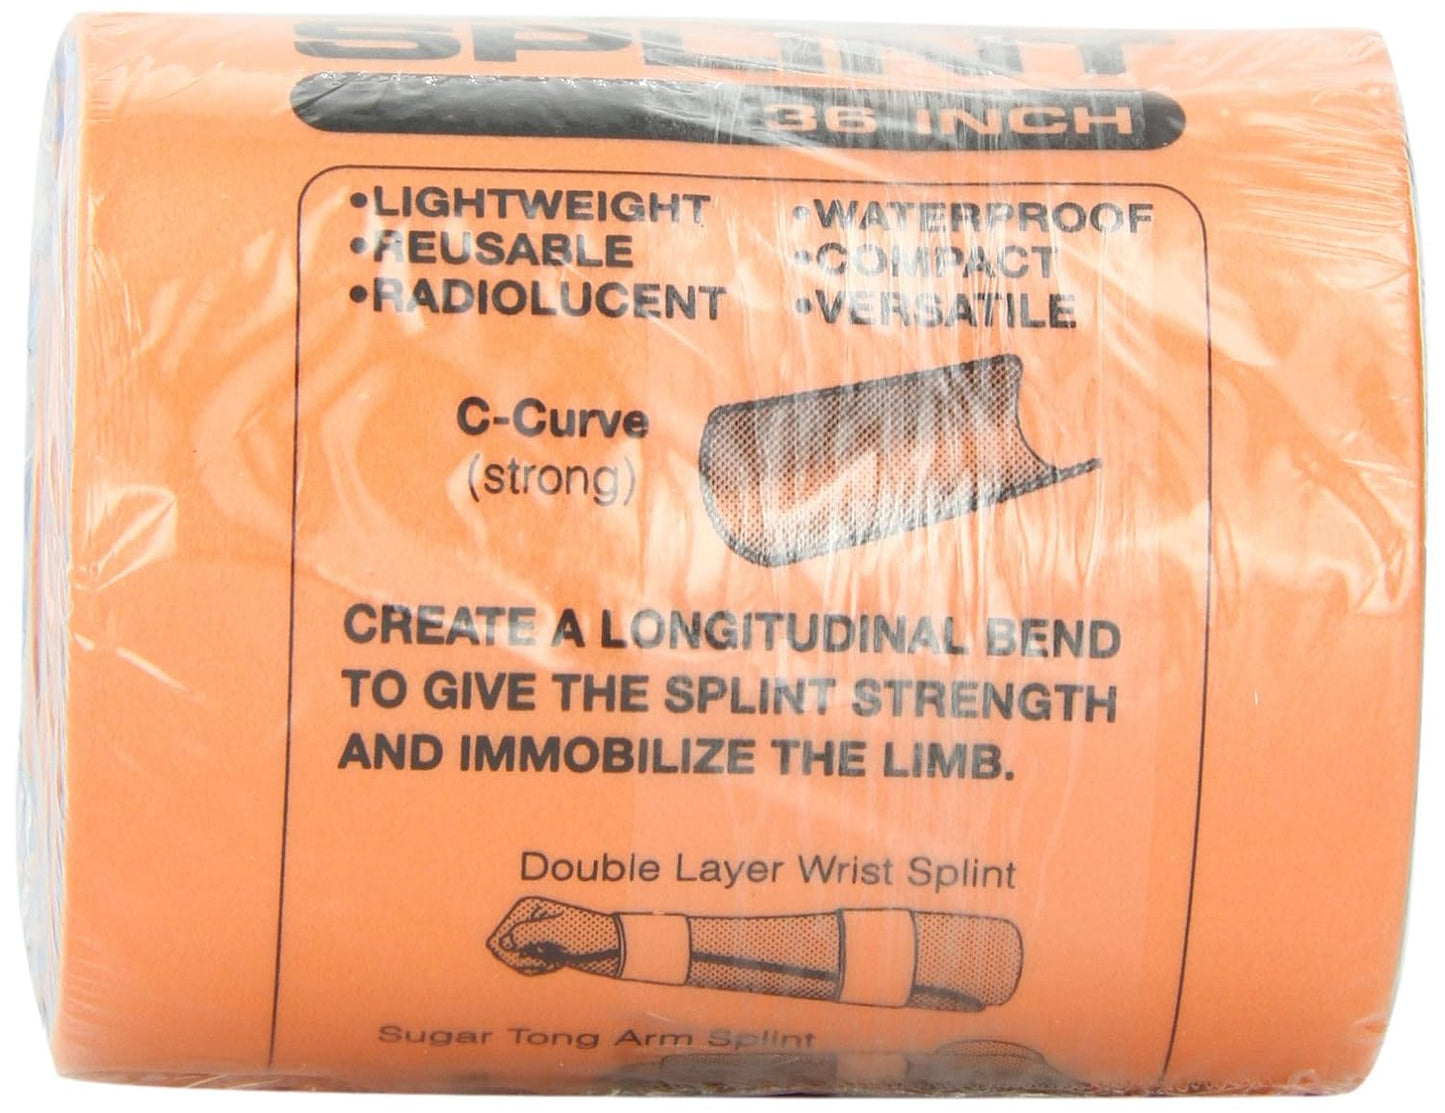 SPLINT
36 INCH
•LIGHTWEIGHT •WATERPROOF
•REUSABLE •COMPACT
•RADIOLUCENT •VERSATILE
C-Curve
(strong)
CREATE A LONGITUDINAL BEND
TO GIVE THE SPLINT STRENGTH
AND IMMOBILIZE THE LIMB.
Double Layer Wrist Splint
Sugar Tong Arm Splint